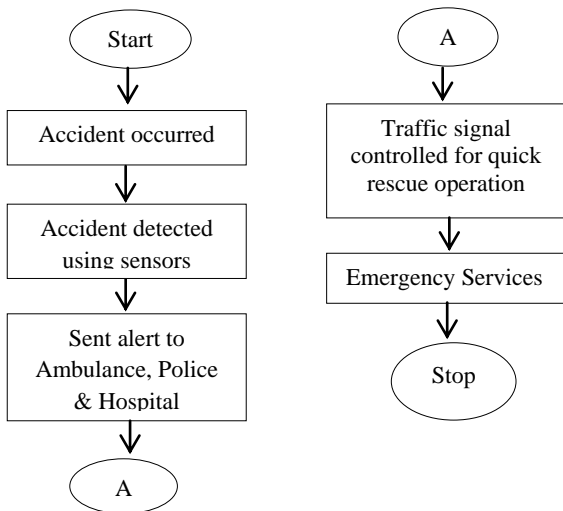 Start
Accident occurred
Accident detected
using sensors
Sent alert to
Ambulance, Police
& Hospital
A
A
Traffic signal
controlled for quick
rescue operation
Emergency Services
Stop